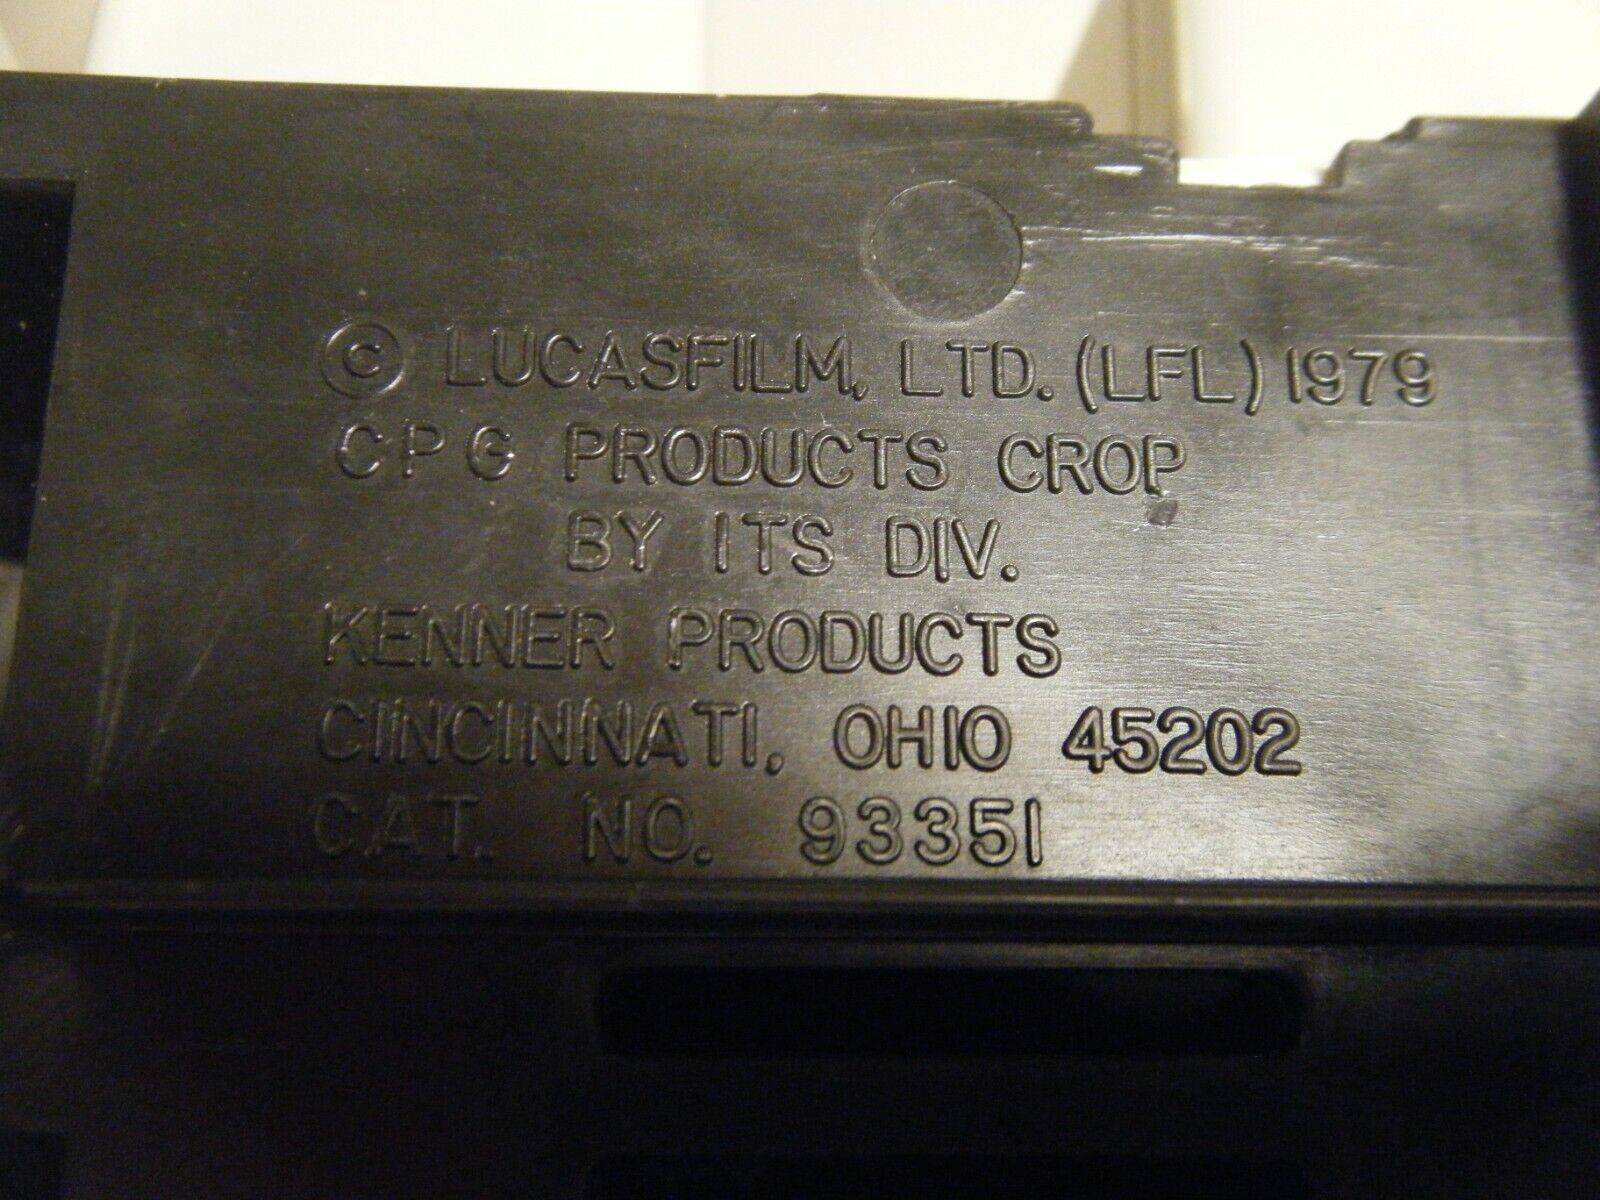 © LUCASFILM, LTD. (LFL) 1979
CPG PRODUCTS CROP
BY ITS DIV.
KENNER PRODUCTS
CINCINNATI, OHIO 45202
CAT. NO. 93351